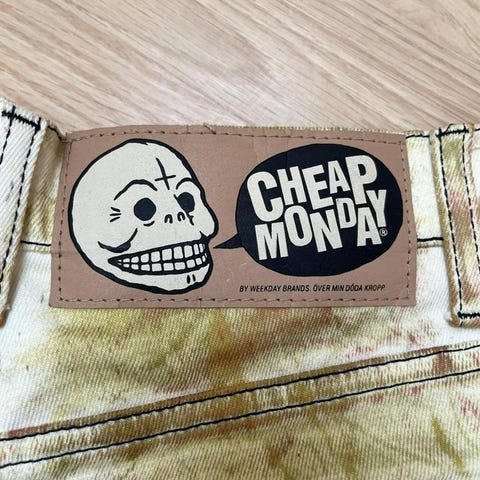 CHEAP
MONDAY®
BY WEEKDAY BRANDS. ÖVER MIN DÖDA KROPP.